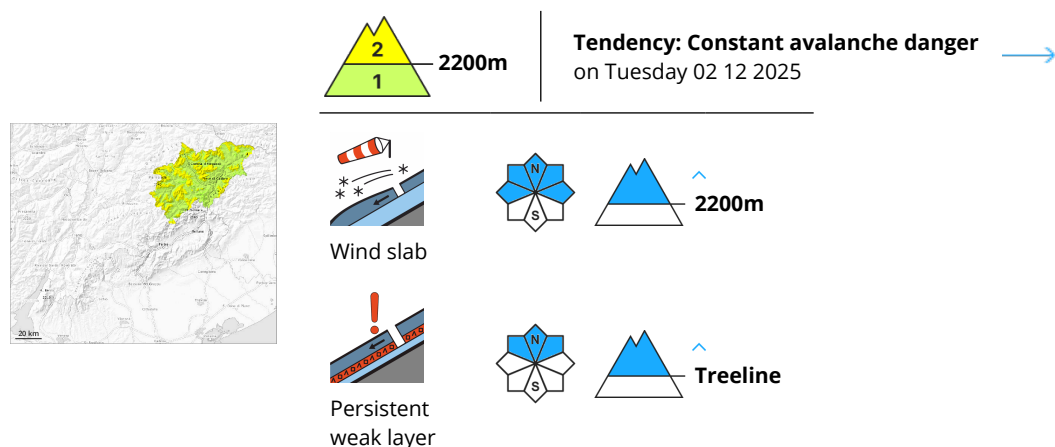 2
1
2200m
Tendency: Constant avalanche danger
on Tuesday 02 12 2025
N
S
2200m
Wind slab
20 km
N
S
Treeline
Persistent
weak layer